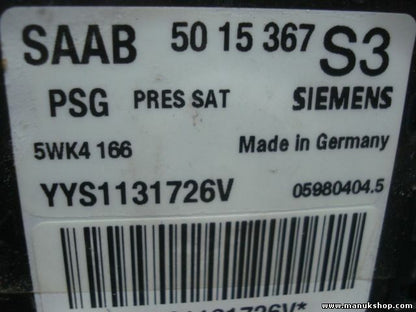 SAAB 50 15 367 S3
PSG PRES SAT SIEMENS
5WK4 166 Made in Germany
YYS1131726V 05980404.5
1131726V*
www.manukshop.com